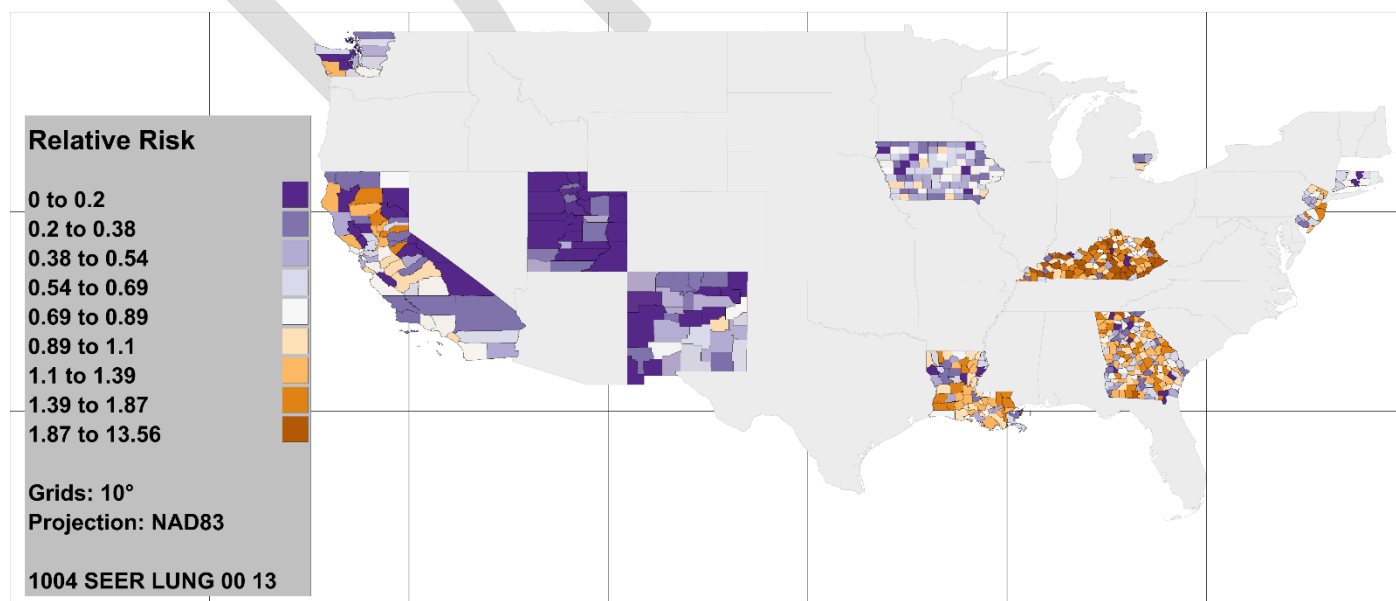 Relative Risk
0 to 0.2
0.2 to 0.38
0.38 to 0.54
0.54 to 0.69
0.69 to 0.89
0.89 to 1.1
1.1 to 1.39
1.39 to 1.87
1.87 to 13.56
Grids: 10°
Projection: NAD83
1004 SEER LUNG 00 13